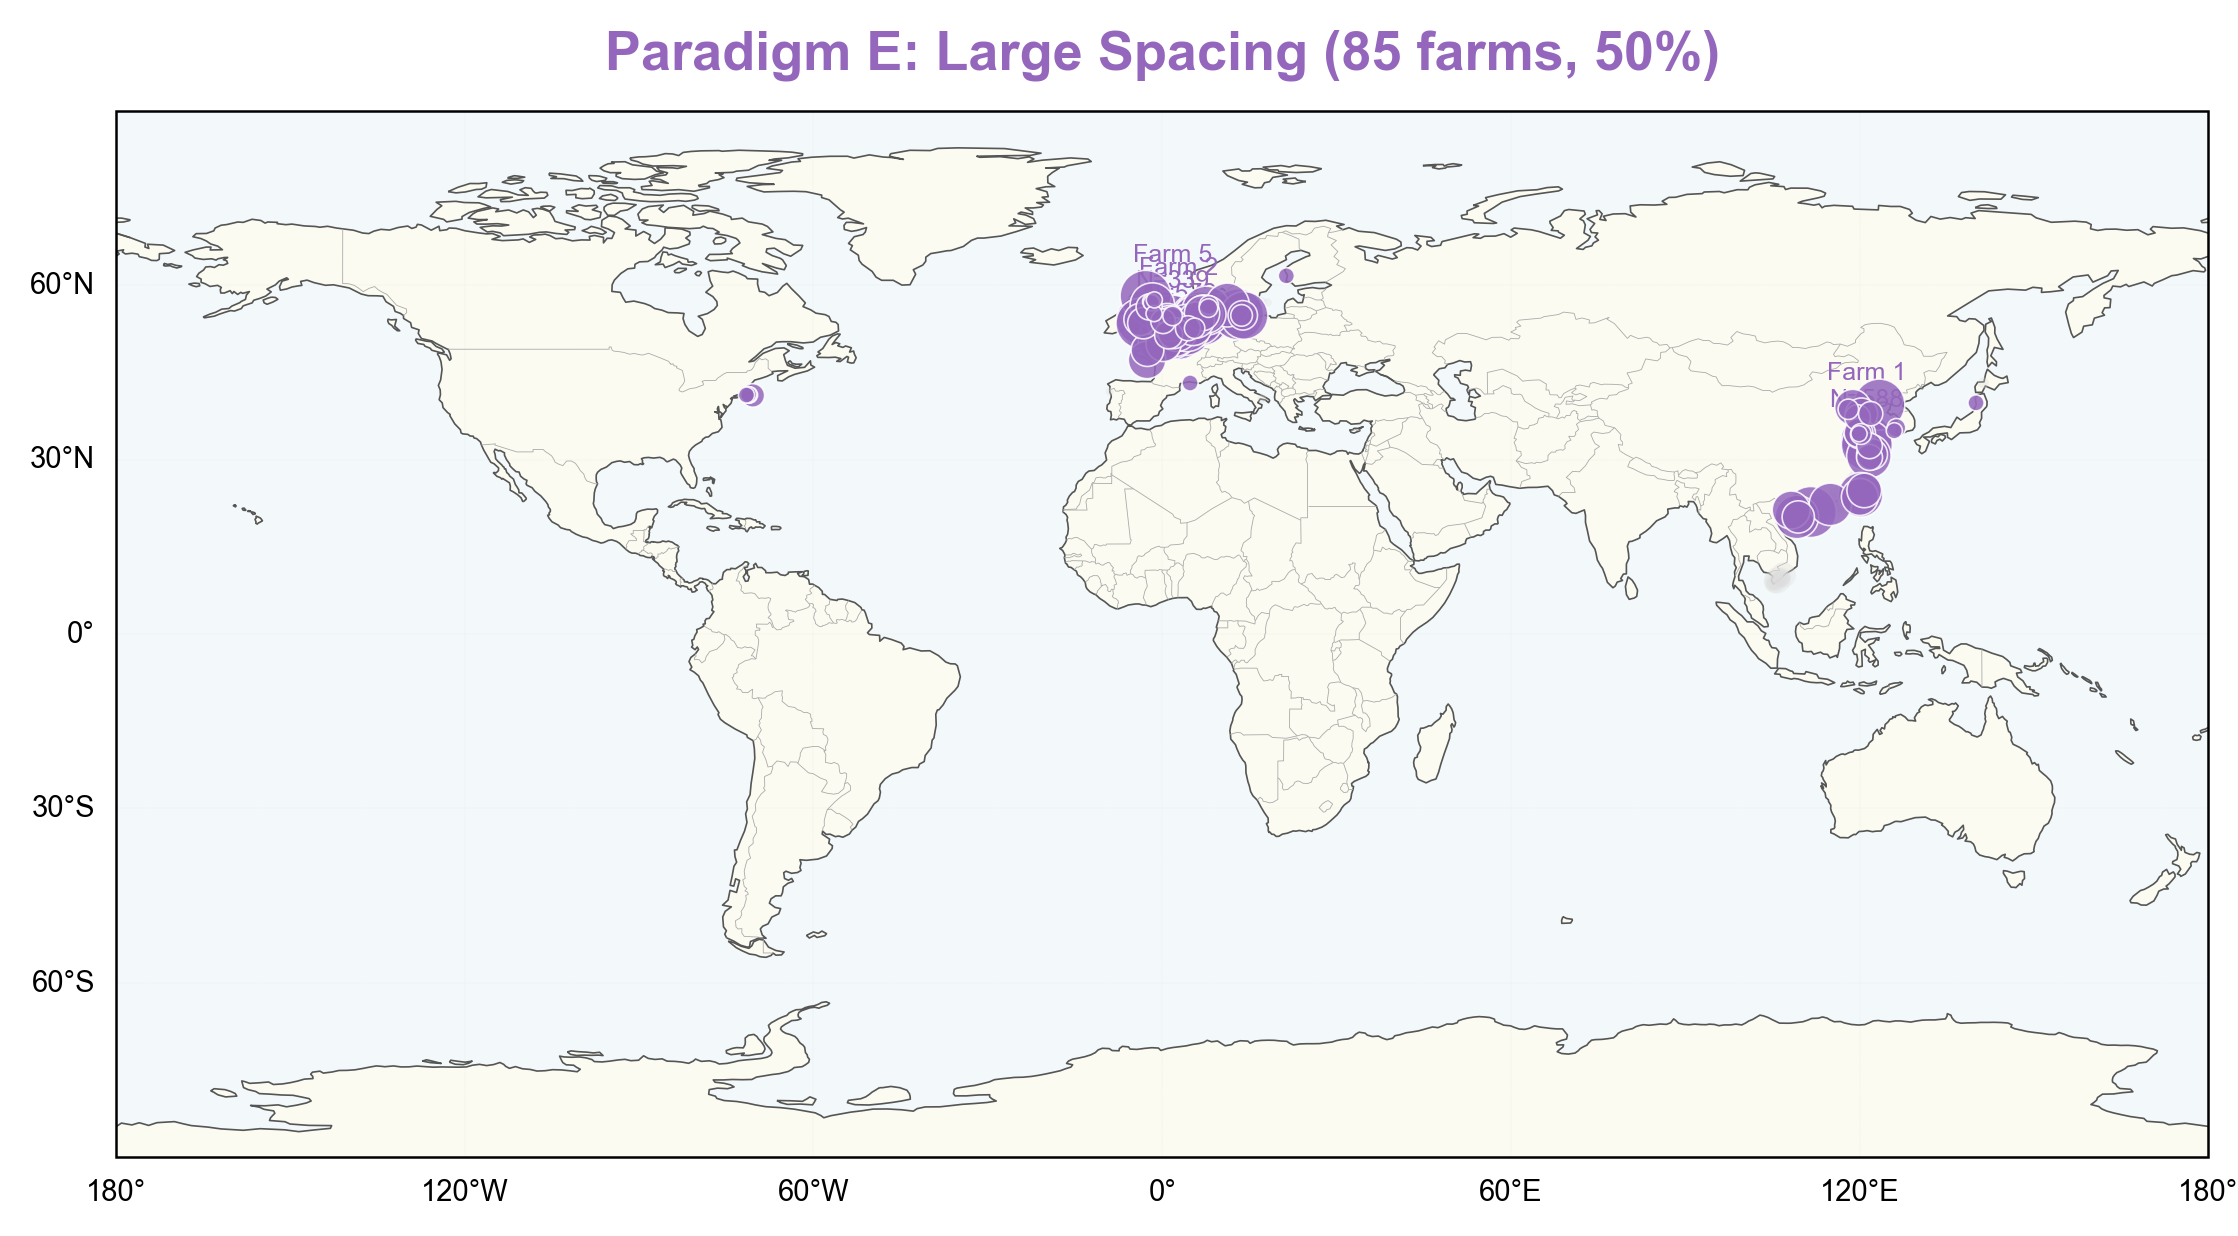 Paradigm E: Large Spacing (85 farms, 50%)
Farm 5
Farm 2
Farm 1
60°N
30°N
0°
30°S
60°S
180°
120°W
60°W
0°
60°E
120°E
180°